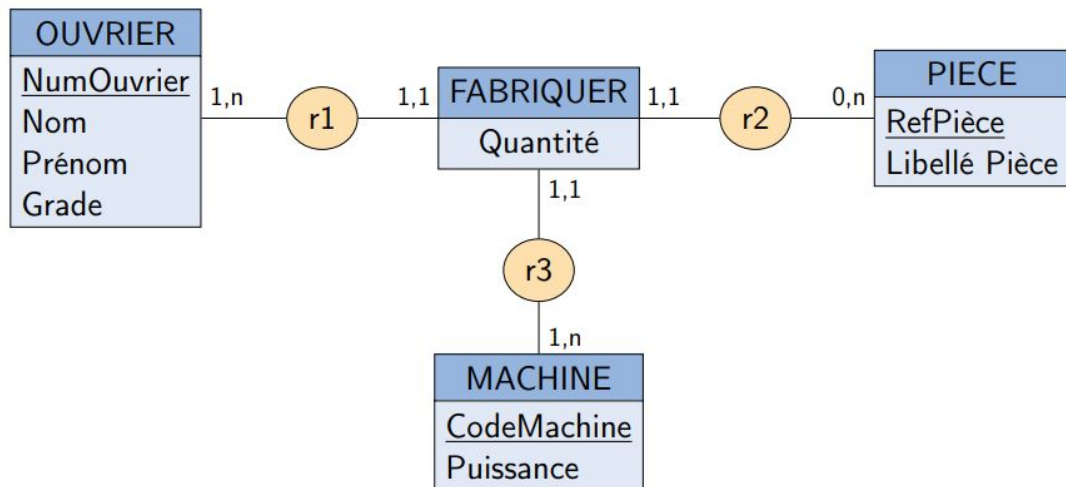 OUVRIER
NumOuvrier
Nom
Prénom
Grade
1,n
r1
1,1
FABRIQUER
Quantité
1,1
r2
0,n
PIECE
RefPièce
Libellé Pièce
1,1
r3
1,n
MACHINE
CodeMachine
Puissance